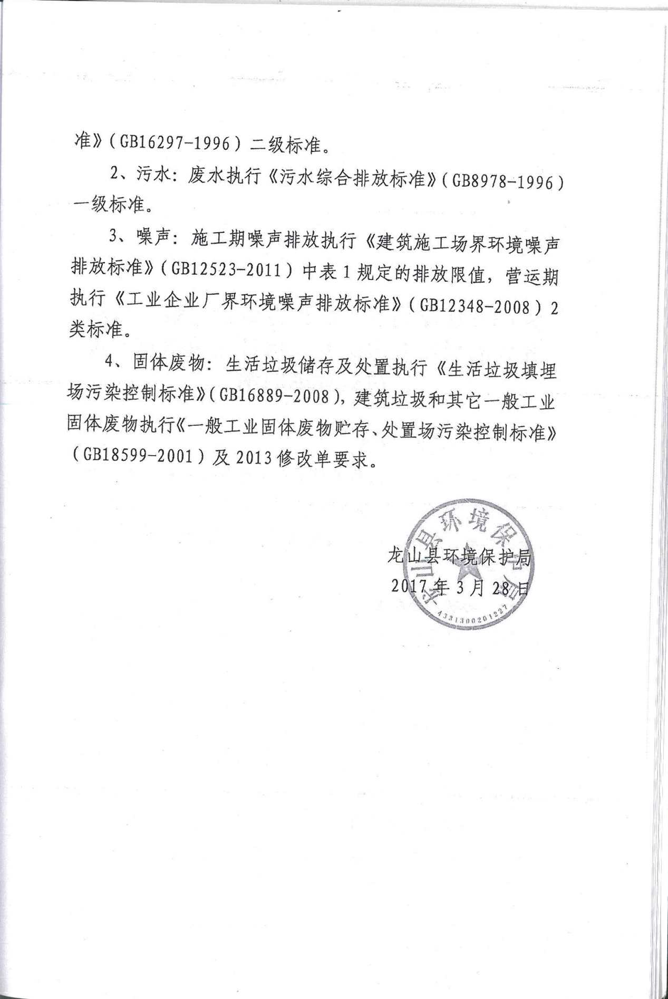 准》(GB16297-1996)二级标准。
2、污水：废水执行《污水综合排放标准》(GB8978-1996)
一级标准。
3、噪声：施工期噪声排放执行《建筑施工场界环境噪声
排放标准》(GB12523-2011)中表1规定的排放限值，营运期
执行《工业企业厂界环境噪声排放标准》(GB12348-2008)2
类标准。
4、固体废物：生活垃圾储存及处置执行《生活垃圾填埋
场污染控制标准》(GB16889-2008)，建筑垃圾和其它一般工业
固体废物执行《一般工业固体废物贮存、处置场污染控制标准》
(GB18599-2001)及2013修改单要求。
龙山县环境保护局
2017年3月28日
龙山县环境保护局
4331300201227